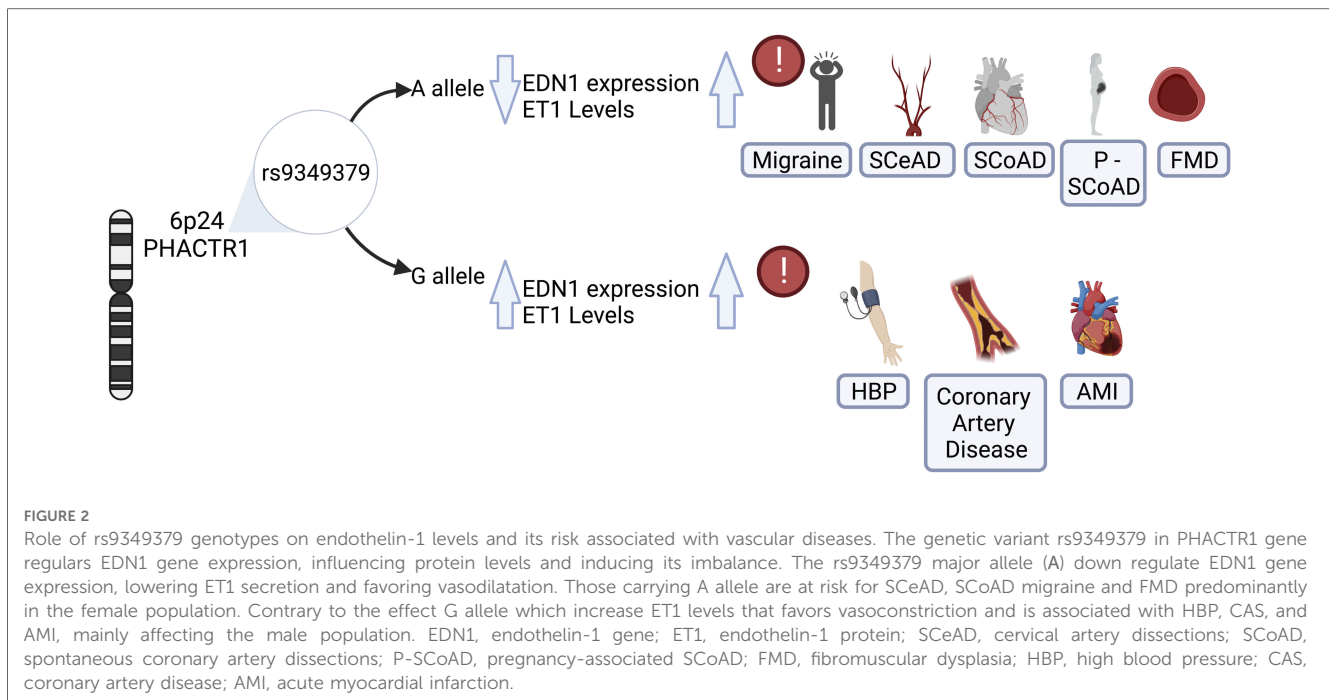 A allele
EDN1 expression
ET1 Levels
!
Migraine
SCeAD
SCoAD
P -
SCoAD
FMD
rs9349379
6p24
PHACTR1
G allele
EDN1 expression
ET1 Levels
!
HBP
Coronary
Artery
Disease
AMI
FIGURE 2
Role of rs9349379 genotypes on endothelin-1 levels and its risk associated with vascular diseases. The genetic variant rs9349379 in PHACTR1 gene
regulars EDN1 gene expression, influencing protein levels and inducing its imbalance. The rs9349379 major allele (A) down regulate EDN1 gene
expression, lowering ET1 secretion and favoring vasodilatation. Those carrying A allele are at risk for SCeAD, SCoAD migraine and FMD predominantly
in the female population. Contrary to the effect G allele which increase ET1 levels that favors vasoconstriction and is associated with HBP, CAS, and
AMI, mainly affecting the male population. EDN1, endothelin-1 gene; ET1, endothelin-1 protein; SCeAD, cervical artery dissections; SCoAD,
spontaneous coronary artery dissections; P-SCoAD, pregnancy-associated SCoAD; FMD, fibromuscular dysplasia; HBP, high blood pressure; CAS,
coronary artery disease; AMI, acute myocardial infarction.